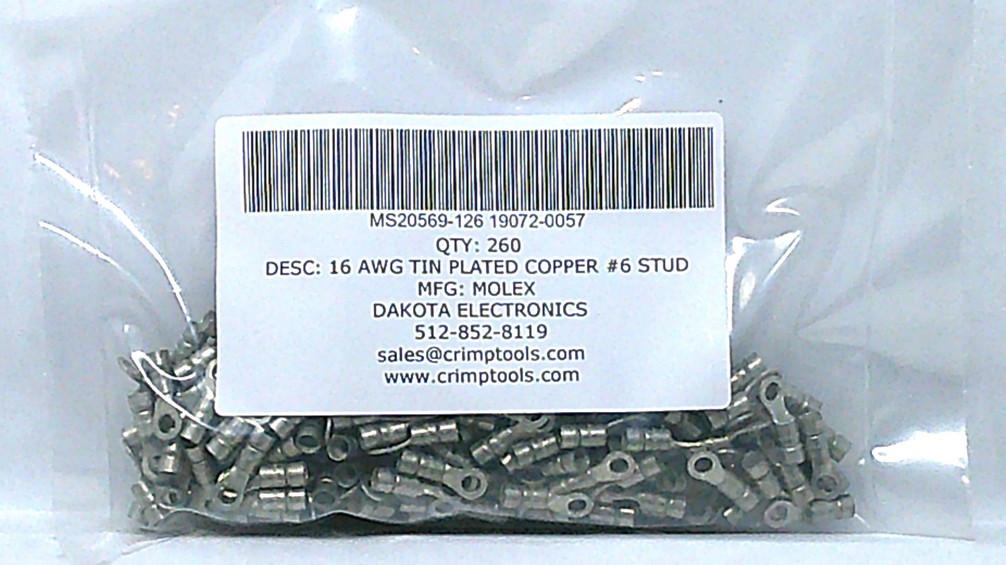 MS20569-126 19072-0057
QTY: 260
DESC: 16 AWG TIN PLATED COPPER #6 STUD
MFG: MOLEX
DAKOTA ELECTRONICS
512-852-8119
sales@crimptools.com
www.crimptools.com